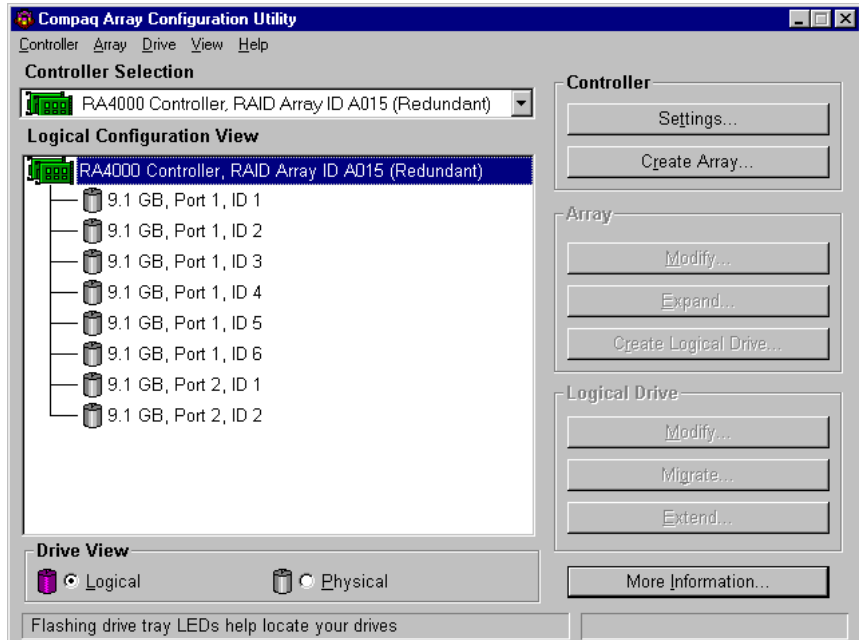 Compaq Array Configuration Utility
Controller Array Drive View Help
Controller Selection
RA4000 Controller, RAID Array ID A015 (Redundant)
Logical Configuration View
RA4000 Controller, RAID Array ID A015 (Redundant)
9.1 GB, Port 1, ID 1
9.1 GB, Port 1, ID 2
9.1 GB, Port 1, ID 3
9.1 GB, Port 1, ID 4
9.1 GB, Port 1, ID 5
9.1 GB, Port 1, ID 6
9.1 GB, Port 2, ID 1
9.1 GB, Port 2, ID 2
Drive View
Logical Physical
Controller
Settings...
Create Array...
Array
Modify...
Expand...
Create Logical Drive...
Logical Drive
Modify...
Migrate...
Extend...
More Information...
Flashing drive tray LEDs help locate your drives